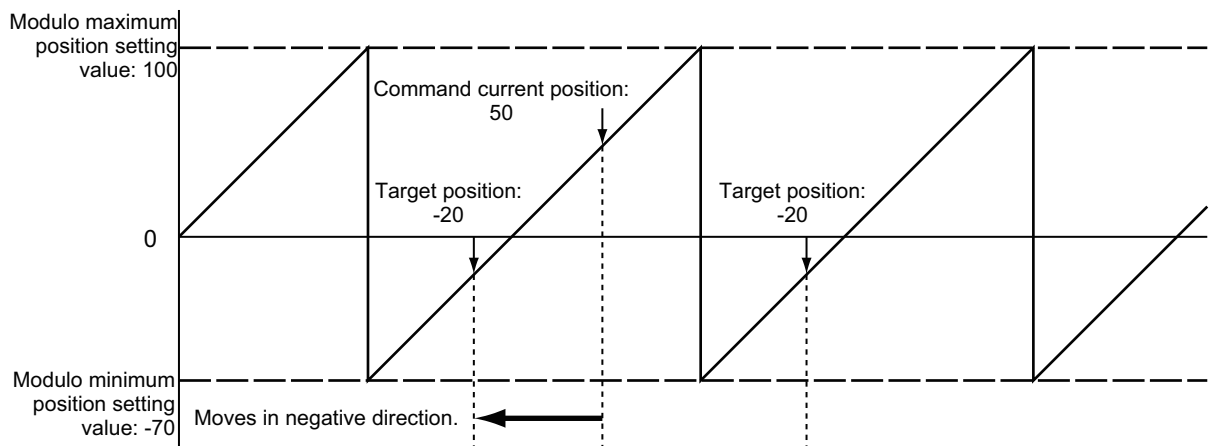 Modulo maximum
position setting
value: 100
Command current position:
50
Target position:
-20
Target position:
-20
0
Modulo minimum
position setting
value: -70
Moves in negative direction.